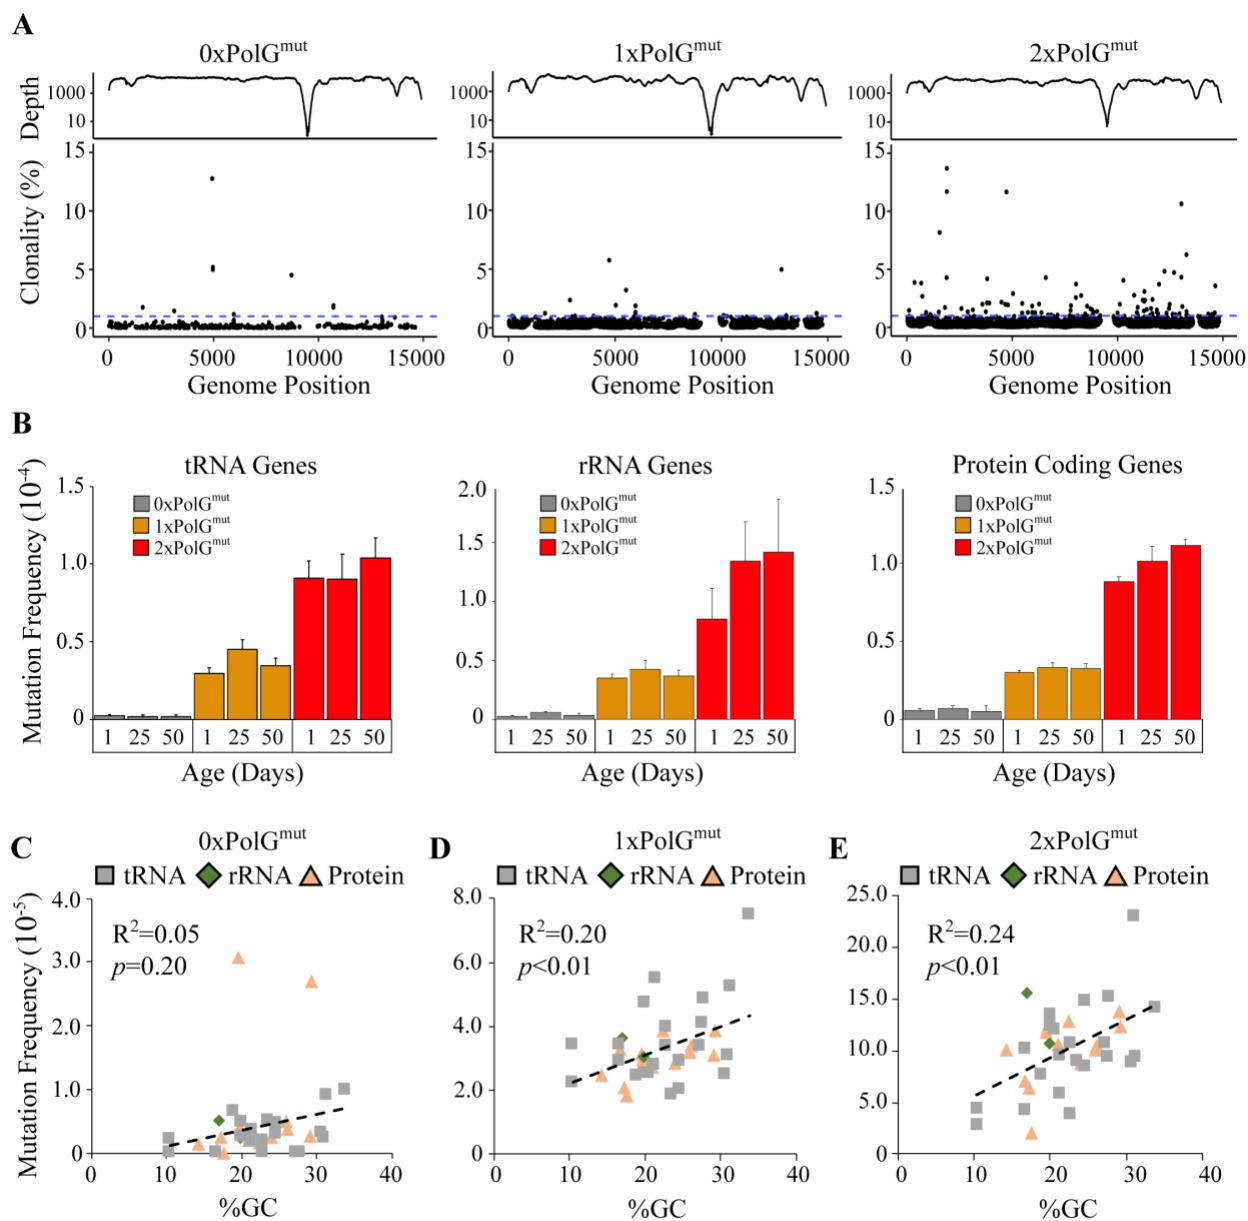 A
0xPolG^mut 1xPolG^mut 2xPolG^mut
Depth
1000 1000 1000
10 10 10
Clonality (%)
15 15 15
10 10 10
5 5 5
0 0 0
0 5000 10000 15000 0 5000 10000 15000 0 5000 10000 15000
Genome Position Genome Position Genome Position
B
Mutation Frequency (10^-4)
tRNA Genes rRNA Genes Protein Coding Genes
1.5 2.0 1.5
0xPolG^mut 0xPolG^mut 0xPolG^mut
1xPolG^mut 1xPolG^mut 1xPolG^mut
2xPolG^mut 2xPolG^mut 2xPolG^mut
1.0 1.5 1.0
0.5 1.0 0.5
0 0.5 0
0
1 25 50 1 25 50 1 25 50 1 25 50 1 25 50 1 25 50 1 25 50 1 25 50 1 25 50
Age (Days) Age (Days) Age (Days)
C 0xPolG^mut D 1xPolG^mut E 2xPolG^mut
tRNA rRNA Protein tRNA rRNA Protein tRNA rRNA Protein
Mutation Frequency (10^-5)
4.0 8.0 25.0
R²=0.05 R²=0.20 R²=0.24
p=0.20 p<0.01 p<0.01
3.0 6.0 20.0
2.0 4.0 15.0
1.0 2.0 10.0
0 0 5.0
0
0 10 20 30 40 0 10 20 30 40 0 10 20 30 40
%GC %GC %GC